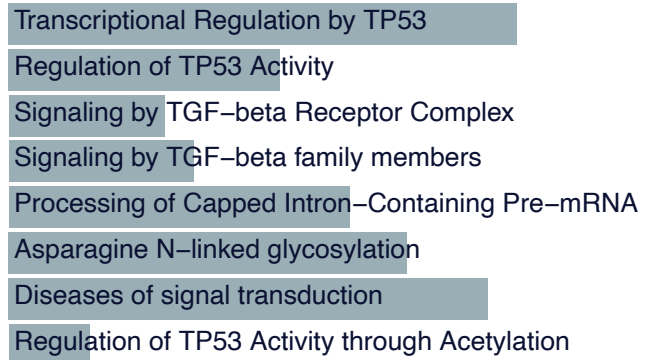 Transcriptional Regulation by TP53
Regulation of TP53 Activity
Signaling by TGF−beta Receptor Complex
Signaling by TGF−beta family members
Processing of Capped Intron−Containing Pre−mRNA
Asparagine N−linked glycosylation
Diseases of signal transduction
Regulation of TP53 Activity through Acetylation